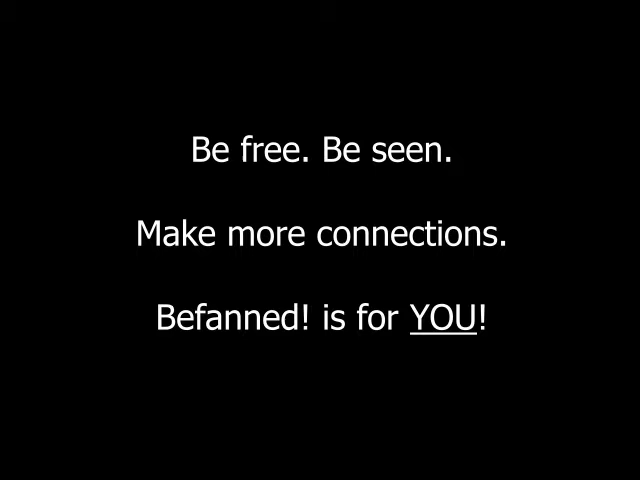 Be free. Be seen.
Make more connections.
Befanned! is for YOU!